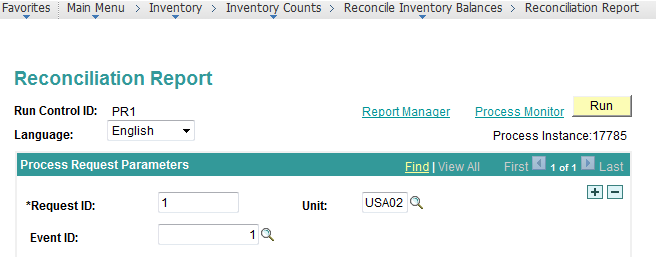 Favorites Main Menu > Inventory > Inventory Counts > Reconcile Inventory Balances > Reconciliation Report
Reconciliation Report
Run Control ID: PR1 Report Manager Process Monitor Run
Language: English Process Instance:17785
Process Request Parameters Find | View All First 1 of 1 Last
*Request ID: 1 Unit: USA02
Event ID: 1